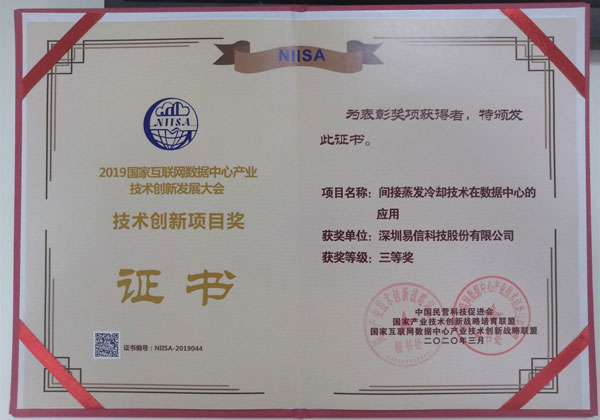 NIISA
NIISA
2019国家互联网数据中心产业
技术创新发展大会
技术创新项目奖
证书
证书编号：NIISA-2019044
为表彰奖项获得者，特颁发
此证书。
项目名称：间接蒸发冷却技术在数据中心的
应用
获奖单位：深圳易信科技股份有限公司
获奖等级：三等奖
中国民营科技促进会
国家产业技术创新战略培育联盟
国家互联网数据中心产业技术创新战略联盟
二〇二〇年三月
秘书处